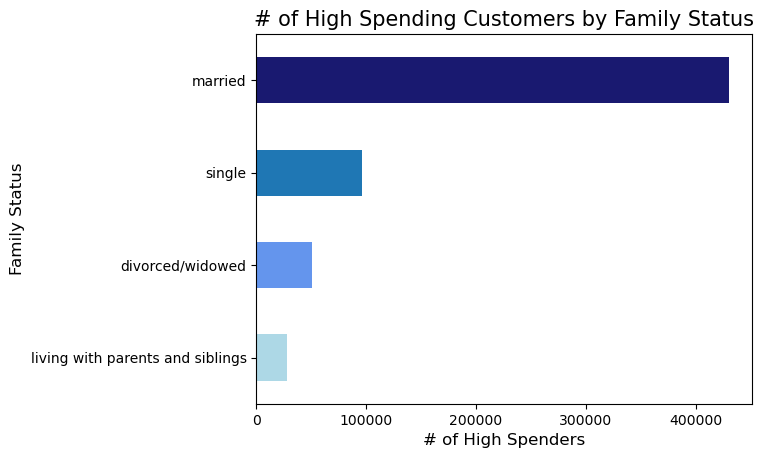 # of High Spending Customers by Family Status
married
single
divorced/widowed
living with parents and siblings
Family Status
0 100000 200000 300000 400000
# of High Spenders